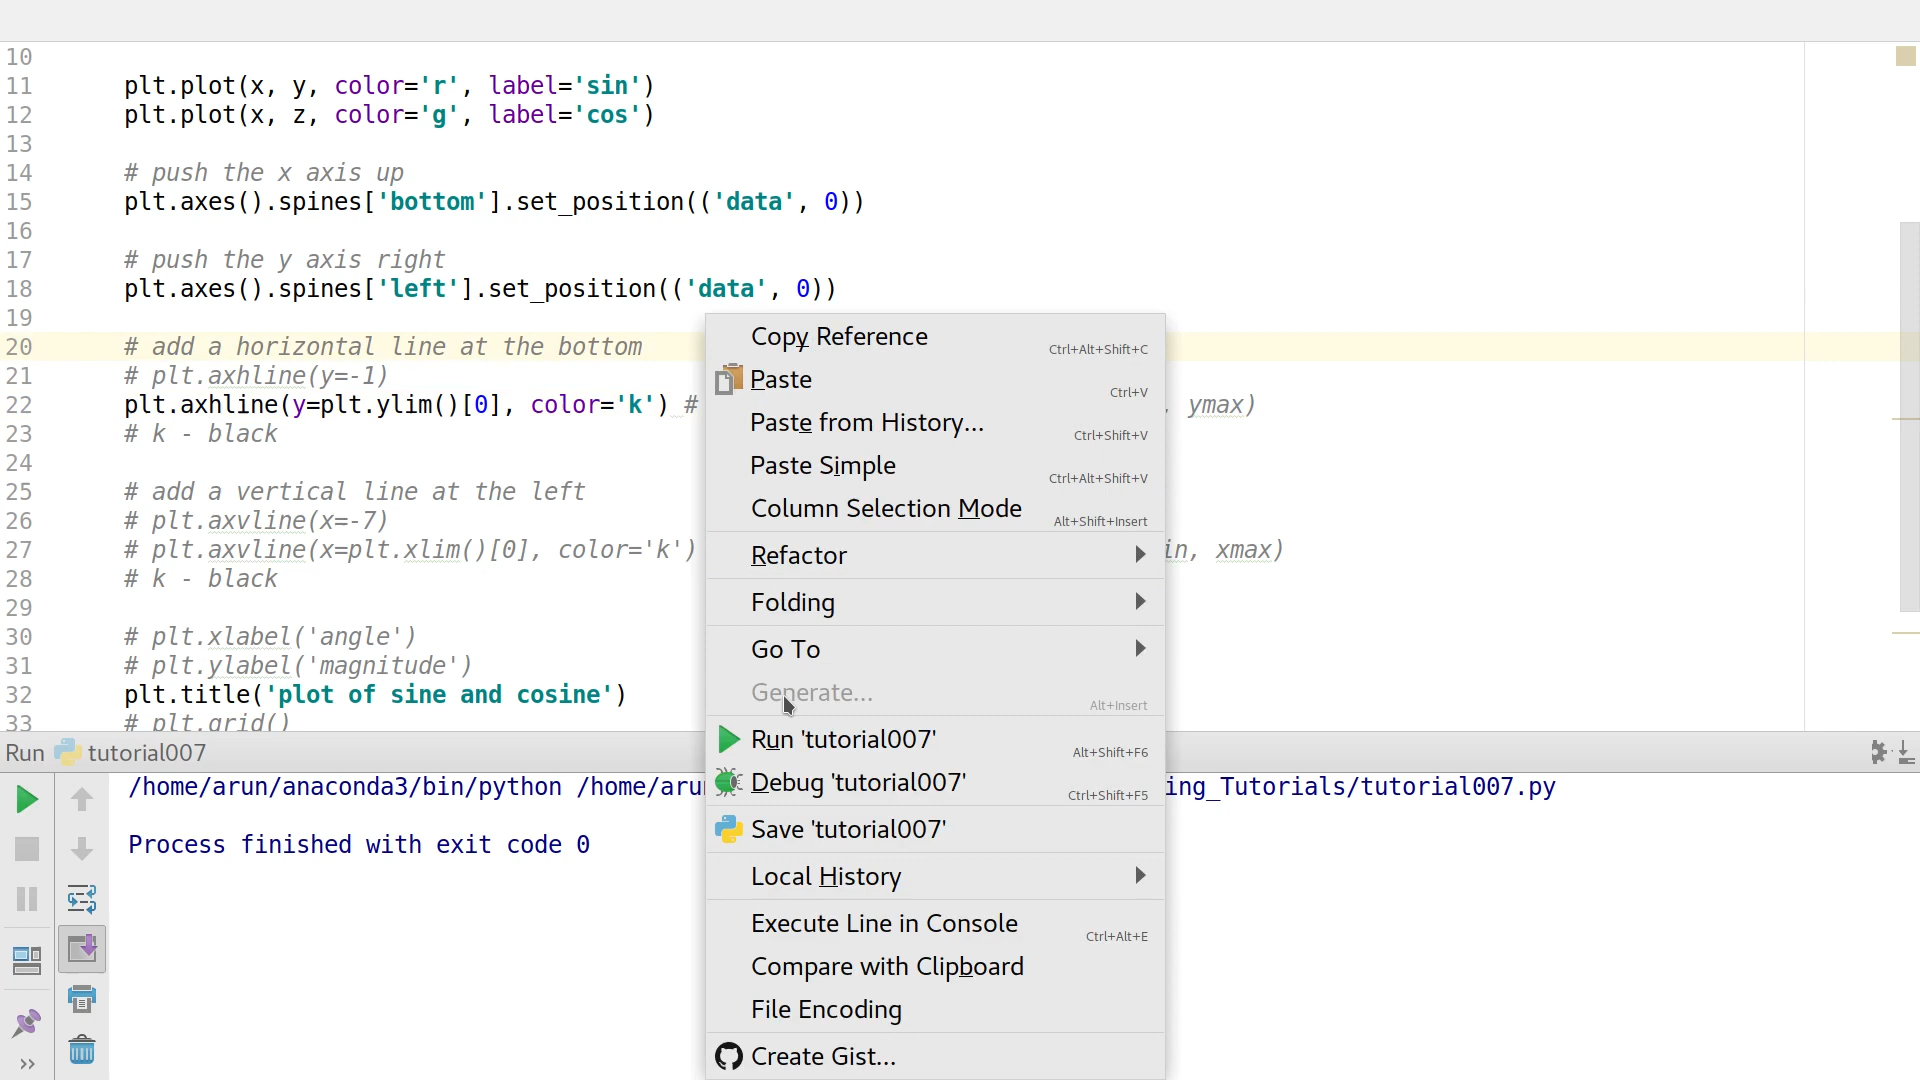 10
11 plt.plot(x, y, color='r', label='sin')
12 plt.plot(x, z, color='g', label='cos')
13
14 # push the x axis up
15 plt.axes().spines['bottom'].set_position(('data', 0))
16
17 # push the y axis right
18 plt.axes().spines['left'].set_position(('data', 0))
19
20 # add a horizontal line at the bottom
21 # plt.axhline(y=-1)
22 plt.axhline(y=plt.ylim()[0], color='k') # , ymax)
23 # k - black
24
25 # add a vertical line at the left
26 # plt.axvline(x=-7)
27 # plt.axvline(x=plt.xlim()[0], color='k') in, xmax)
28 # k - black
29
30 # plt.xlabel('angle')
31 # plt.ylabel('magnitude')
32 plt.title('plot of sine and cosine')
33 # plt.grid()
Copy Reference Ctrl+Alt+Shift+C
Paste Ctrl+V
Paste from History... Ctrl+Shift+V
Paste Simple Ctrl+Alt+Shift+V
Column Selection Mode Alt+Shift+Insert
Refactor
Folding
Go To
Generate... Alt+Insert
Run 'tutorial007' Alt+Shift+F6
Debug 'tutorial007' Ctrl+Shift+F5
Save 'tutorial007'
Local History
Execute Line in Console Ctrl+Alt+E
Compare with Clipboard
File Encoding
Create Gist...
Run tutorial007
/home/arun/anaconda3/bin/python /home/aru ing_Tutorials/tutorial007.py
Process finished with exit code 0